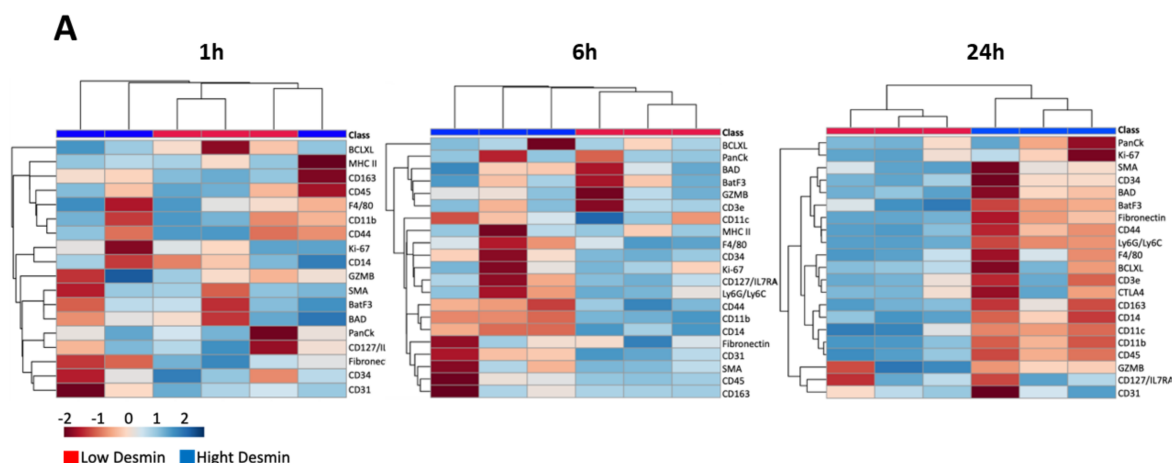 A
1h
6h
24h
Class
BCLXL
MHC II
CD163
CD45
F4/80
CD11b
CD44
Ki-67
CD14
GZMB
SMA
BatF3
BAD
PanCk
CD127/IL
Fibronec
CD34
CD31
Class
BCLXL
PanCk
BAD
BatF3
GZMB
CD3e
CD11c
MHC II
F4/80
CD34
Ki-67
CD127/IL7RA
Ly6G/Ly6C
CD44
CD11b
CD14
Fibronectin
CD31
SMA
CD45
CD163
Class
PanCk
Ki-67
SMA
CD34
BAD
BatF3
Fibronectin
CD44
Ly6G/Ly6C
F4/80
BCLXL
CD3e
CTLA4
CD163
CD14
CD11c
CD11b
CD45
GZMB
CD127/IL7RA
CD31
-2 -1 0 1 2
Low Desmin Hight Desmin